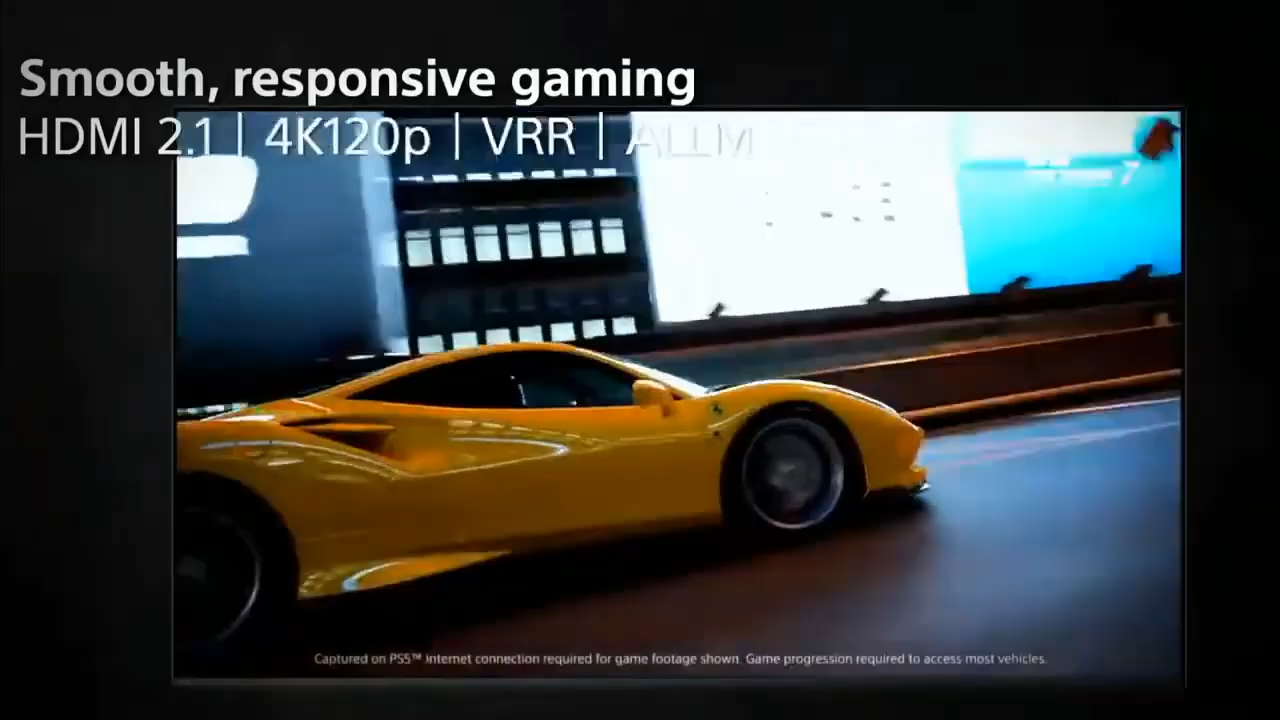 Smooth, responsive gaming
HDMI 2.1 | 4K120p | VRR | ALLM
Captured on PS5™ Internet connection required for game footage shown. Game progression required to access most vehicles.